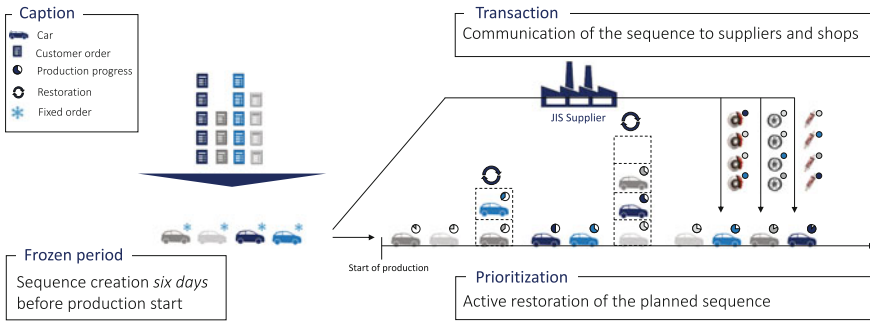 Caption
Car
Customer order
Production progress
Restoration
Fixed order
Transaction
Communication of the sequence to suppliers and shops
JIS Supplier
Frozen period
Sequence creation six days
before production start
Start of production
Prioritization
Active restoration of the planned sequence